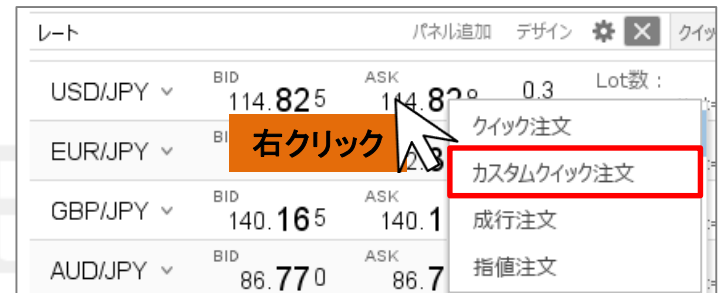 レート パネル追加 デザイン クイッ
USD/JPY BID 114.825 ASK 114.828 0.3 Lot数：
EUR/JPY
右クリック
GBP/JPY BID 140.165 ASK 140.1
AUD/JPY BID 86.770 ASK 86.7
クイック注文
カスタムクイック注文
成行注文
指値注文